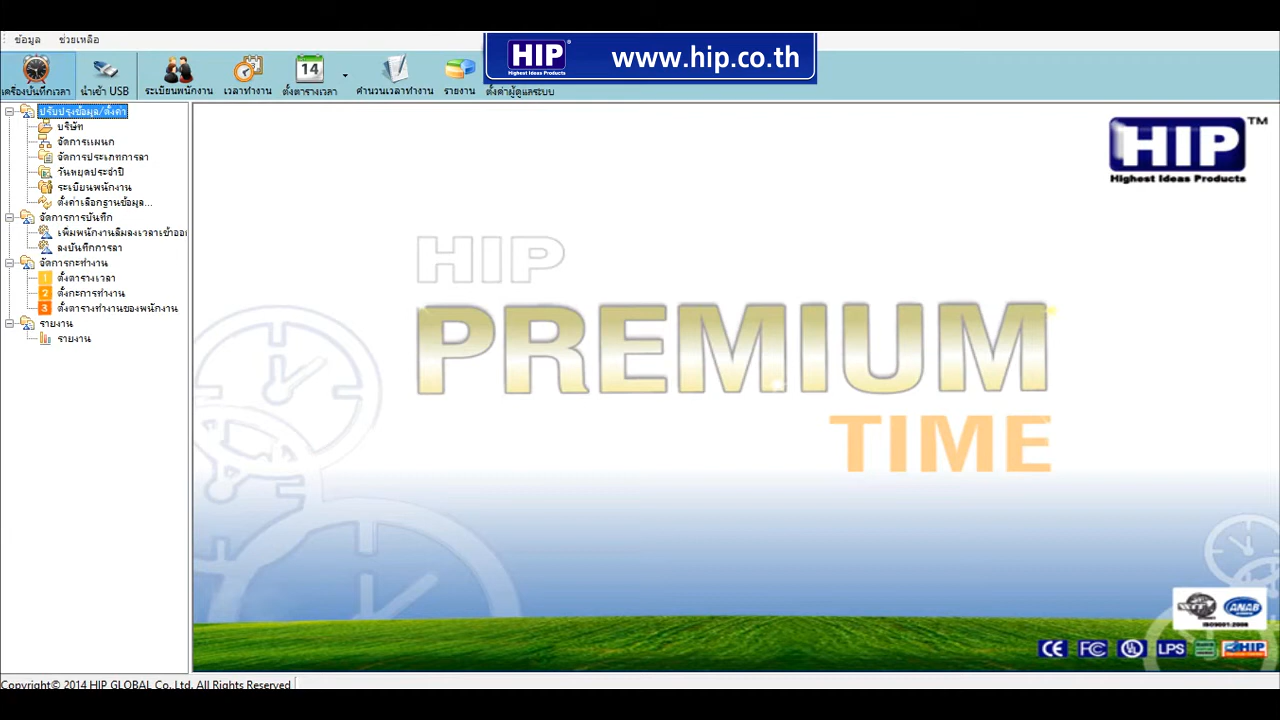 ข้อมูล ช่วยเหลือ
HIP
Highest Ideas Products
www.hip.co.th
เครื่องบันทึกเวลา นำเข้า USB ระเบียนพนักงาน เวลาทำงาน ตั้งตารางเวลา คำนวนเวลาทำงาน รายงาน ตั้งค่าผู้ดูแลระบบ
14
ปรับปรุงข้อมูล/ตั้งค่า
บริษัท
จัดการแผนก
จัดการประเภทการลา
วันหยุดประจำปี
ระเบียนพนักงาน
ตั้งค่าเลือกฐานข้อมูล...
จัดการการบันทึก
เพิ่มพนักงานลืมลงเวลาเข้าออ
ลงบันทึกการลา
จัดการกะทำงาน
1 ตั้งตารางเวลา
2 ตั้งกะการทำงาน
3 ตั้งตารางทำงานของพนักงาน
รายงาน
รายงาน
HIP TM
Highest Ideas Products
HIP
PREMIUM
TIME
ANAB
ISO9001:2008
CE FC UL LPS HIP
Copyright© 2014 HIP GLOBAL Co,.Ltd, All Rights Reserved